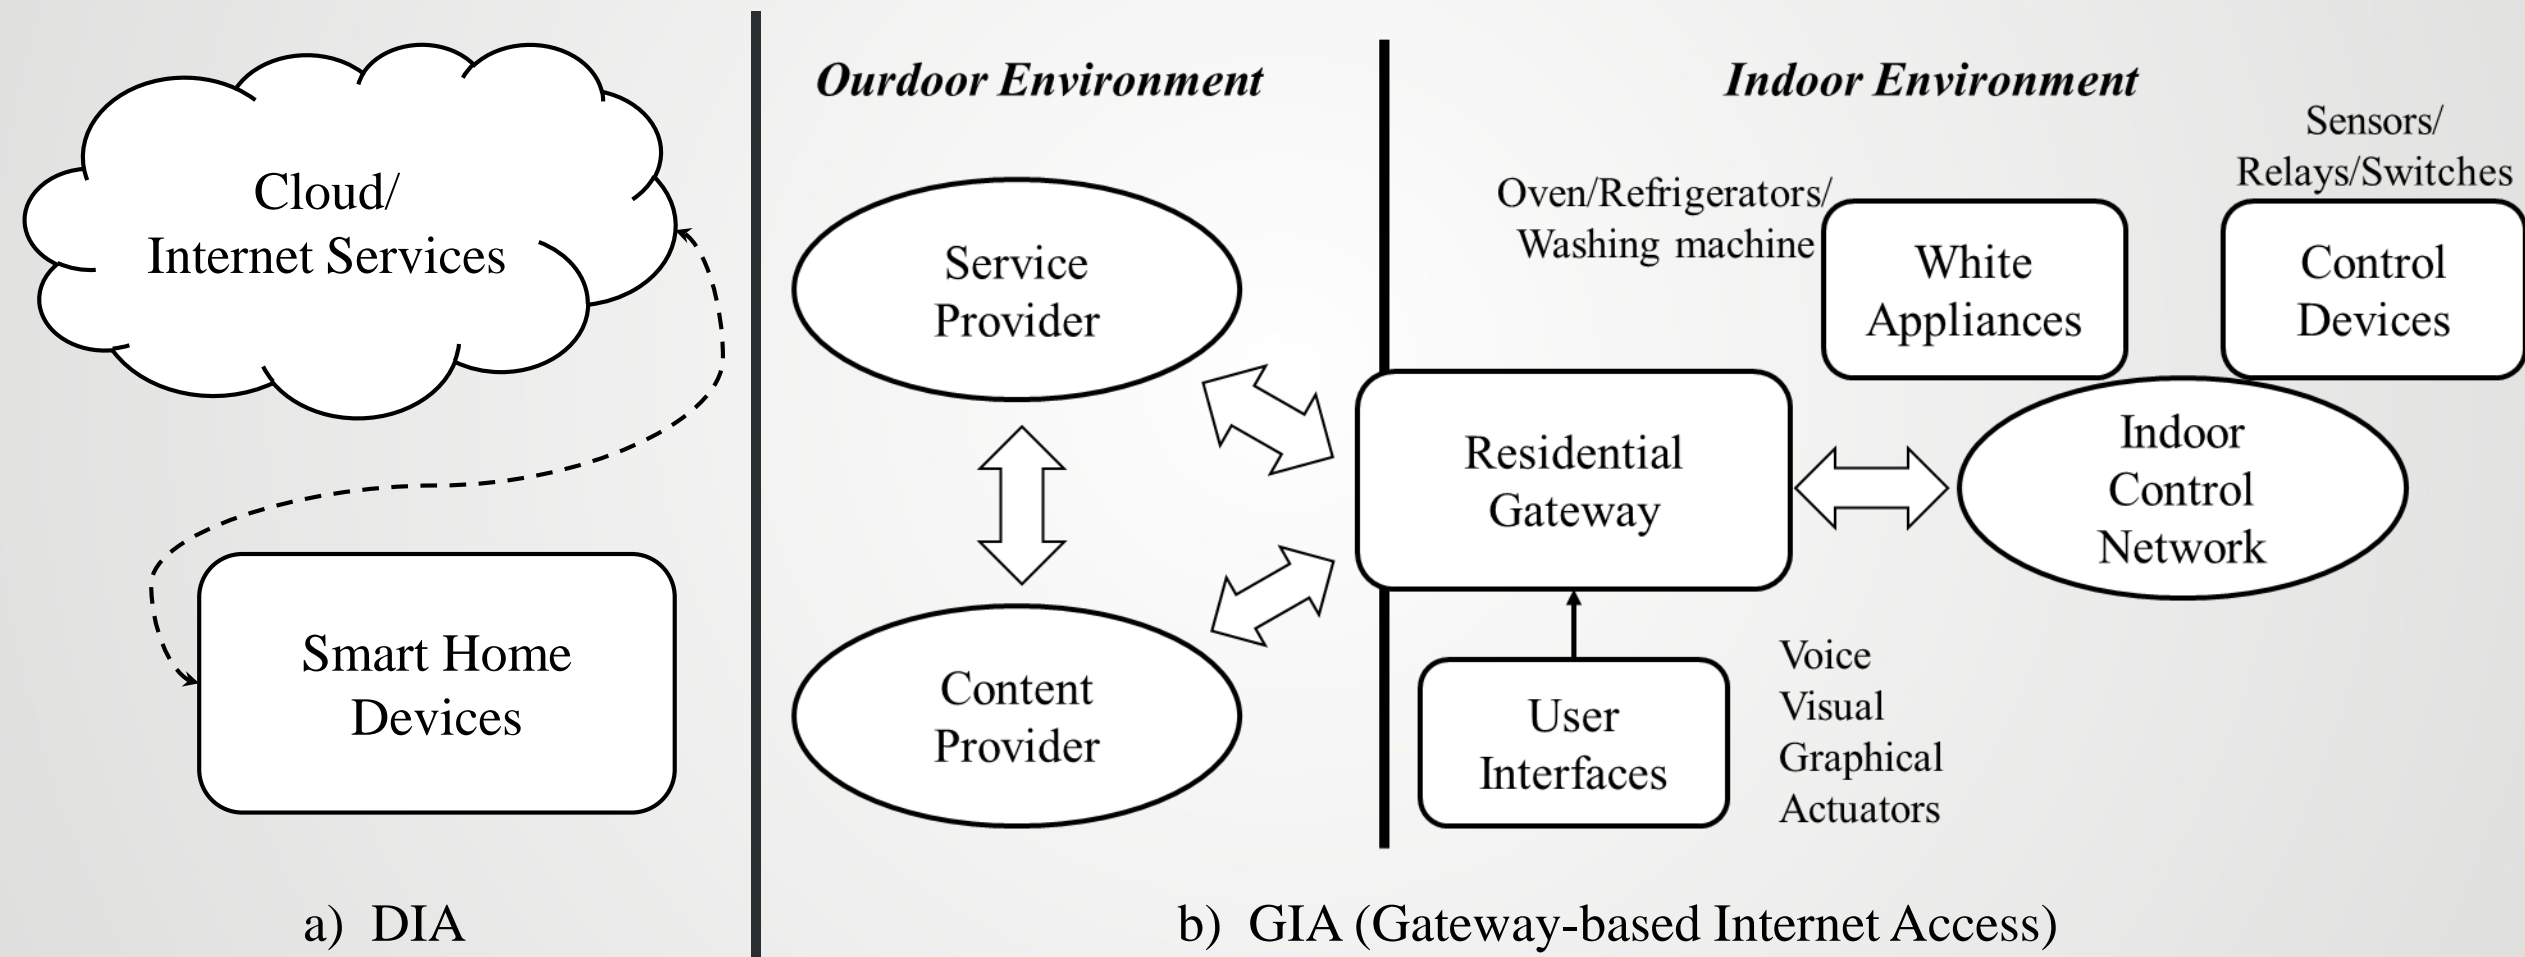 Cloud/
Internet Services
Smart Home
Devices
a) DIA
Ourdoor Environment
Indoor Environment
Service
Provider
Content
Provider
Residential
Gateway
User
Interfaces
Voice
Visual
Graphical
Actuators
Oven/Refrigerators/
Washing machine
White
Appliances
Sensors/
Relays/Switches
Control
Devices
Indoor
Control
Network
b) GIA (Gateway-based Internet Access)